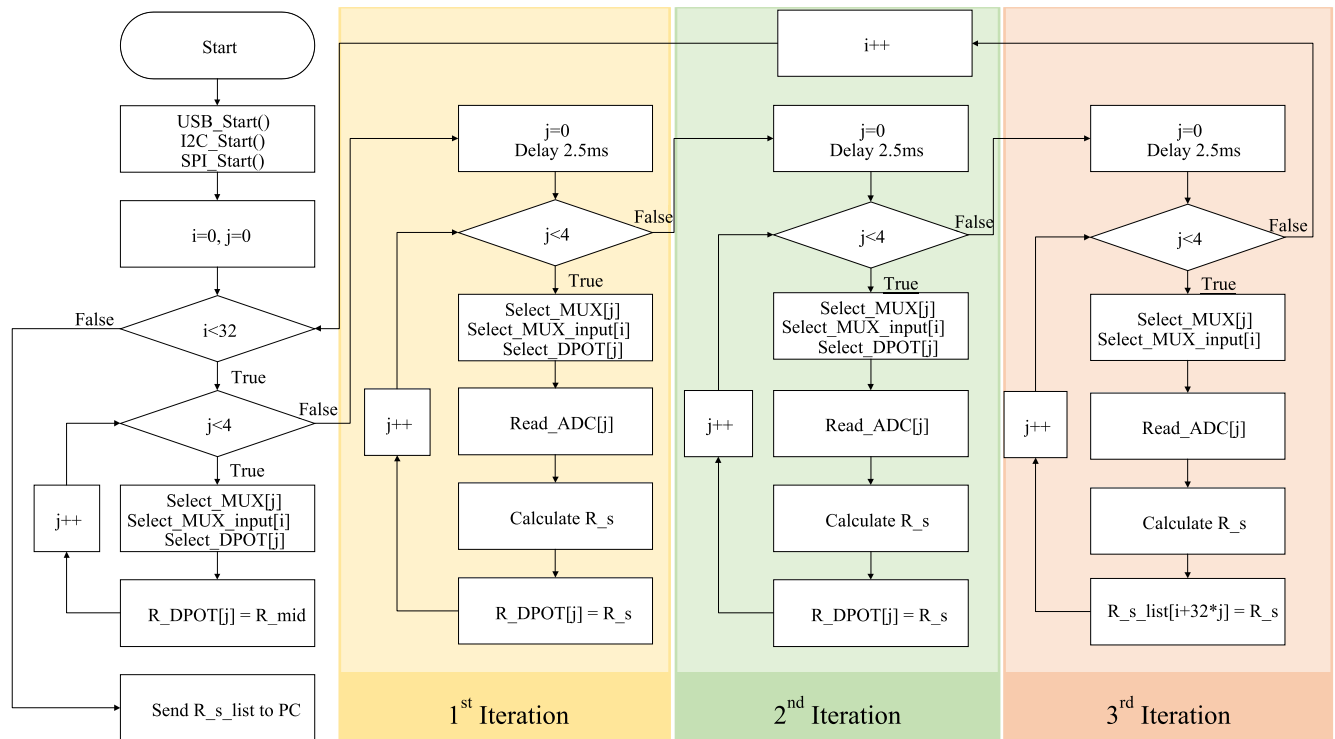 Start
USB_Start()
I2C_Start()
SPI_Start()
i=0, j=0
i<32
False
True
j<4
False
True
Select_MUX[j]
Select_MUX_input[i]
Select_DPOT[j]
j++
R_DPOT[j] = R_mid
Send R_s_list to PC
j=0
Delay 2.5ms
j<4
False
True
Select_MUX[j]
Select_MUX_input[i]
Select_DPOT[j]
j++
Read_ADC[j]
Calculate R_s
R_DPOT[j] = R_s
1st Iteration
i++
j=0
Delay 2.5ms
j<4
False
True
Select_MUX[j]
Select_MUX_input[i]
Select_DPOT[j]
j++
Read_ADC[j]
Calculate R_s
R_DPOT[j] = R_s
2nd Iteration
j=0
Delay 2.5ms
j<4
False
True
Select_MUX[j]
Select_MUX_input[i]
j++
Read_ADC[j]
Calculate R_s
R_s_list[i+32*j] = R_s
3rd Iteration